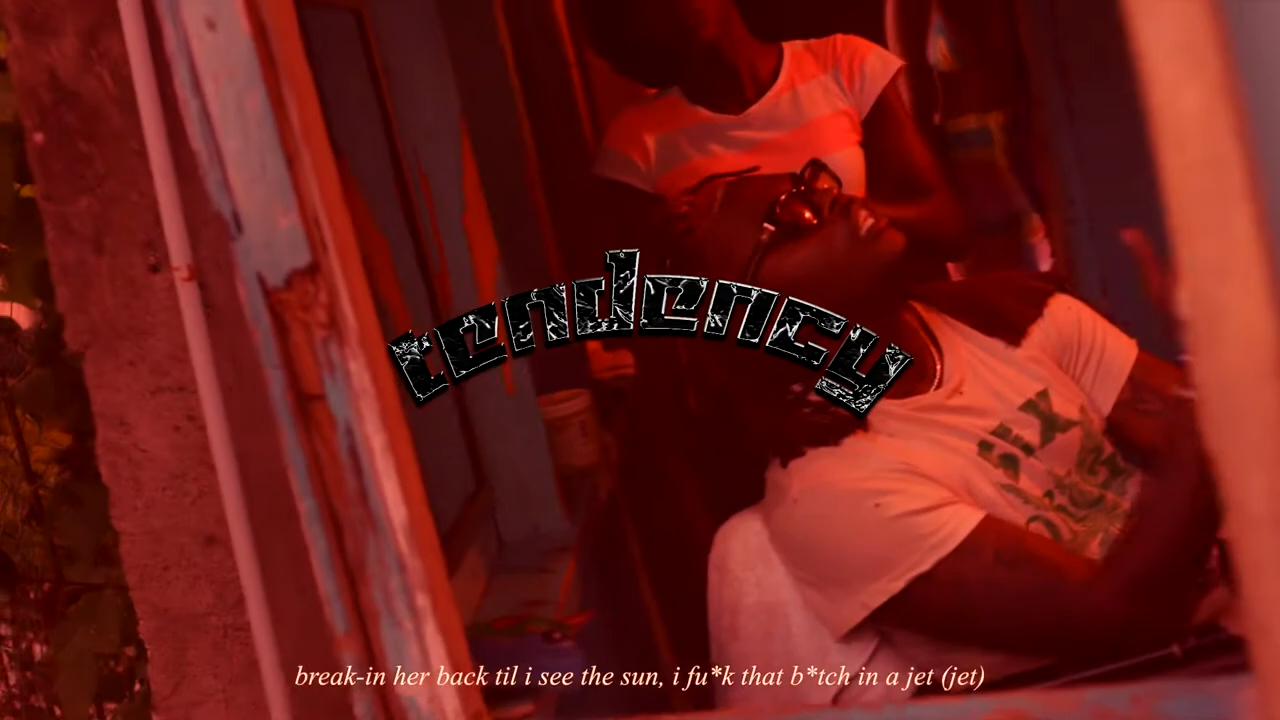 tendency
break-in her back til i see the sun, i fu*k that b*tch in a jet (jet)